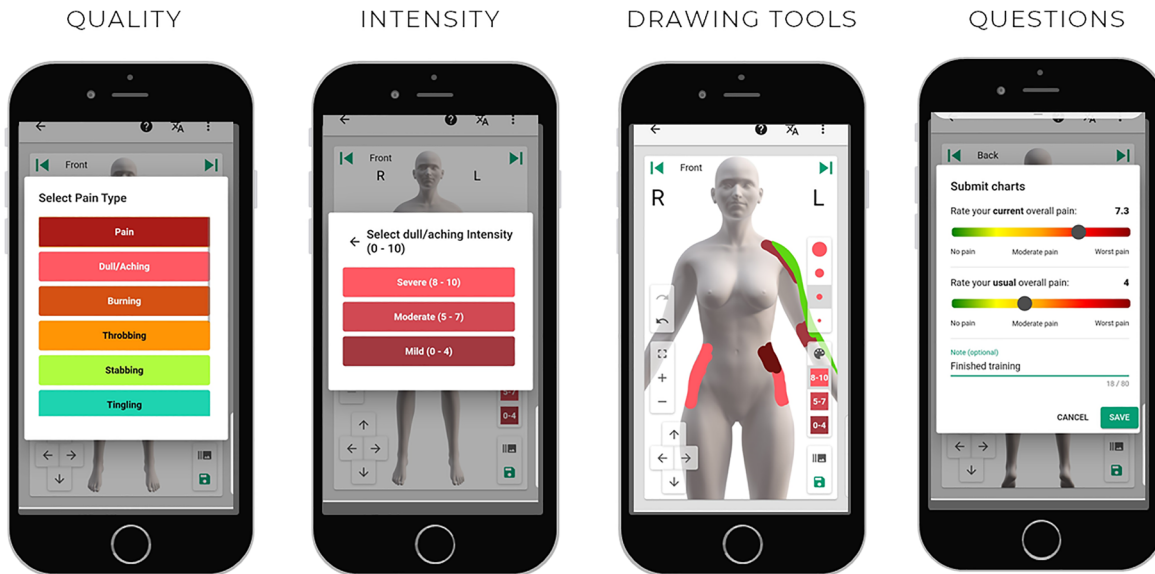 QUALITY
INTENSITY
DRAWING TOOLS
QUESTIONS
Front
Select Pain Type
Pain
Dull/Aching
Burning
Throbbing
Stabbing
Tingling
Front
R L
Select dull/aching Intensity
(0 - 10)
Severe (8 - 10)
Moderate (5 - 7)
Mild (0 - 4)
5-7
0-4
Front
R L
8-10
5-7
0-4
Back
Submit charts
Rate your current overall pain: 7.3
No pain Moderate pain Worst pain
Rate your usual overall pain: 4
No pain Moderate pain Worst pain
Note (optional)
Finished training
18 / 80
CANCEL SAVE